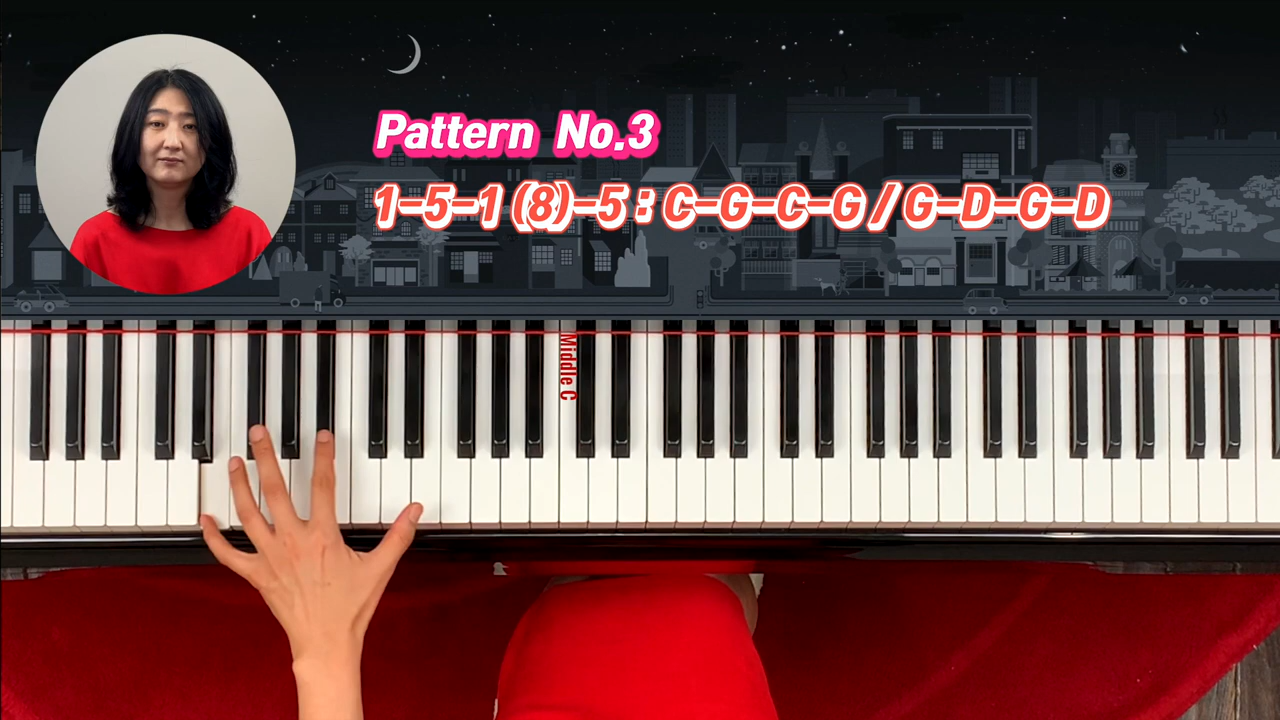 Pattern No.3
1-5-1(8)-5 : C-G-C-G / G-D-G-D
Middle C